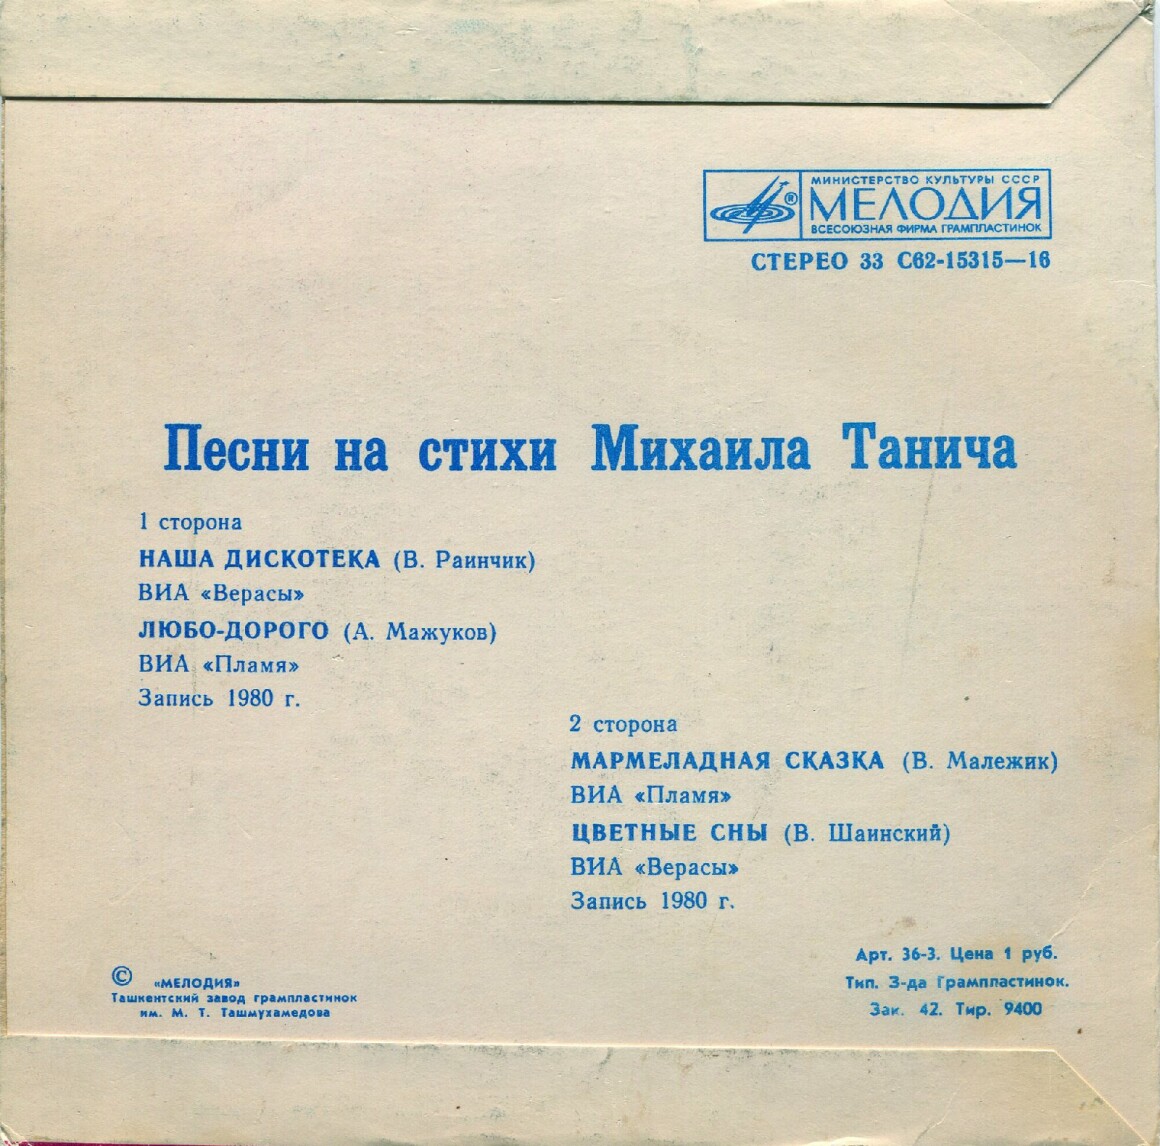 МИНИСТЕРСТВО КУЛЬТУРЫ СССР
МЕЛОДИЯ
®
ВСЕСОЮЗНАЯ ФИРМА ГРАМПЛАСТИНОК
СТЕРЕО 33 С62-15315—16
Песни на стихи Михаила Танича
1 сторона
НАША ДИСКОТЕКА (В. Раинчик)
ВИА «Верасы»
ЛЮБО-ДОРОГО (А. Мажуков)
ВИА «Пламя»
Запись 1980 г.
2 сторона
МАРМЕЛАДНАЯ СКАЗКА (В. Малежик)
ВИА «Пламя»
ЦВЕТНЫЕ СНЫ (В. Шаинский)
ВИА «Верасы»
Запись 1980 г.
© «МЕЛОДИЯ»
Ташкентский завод грампластинок
им. М. Т. Ташмухамедова
Арт. 36-3. Цена 1 руб.
Тип. З-да Грампластинок.
Зак. 42. Тир. 9400